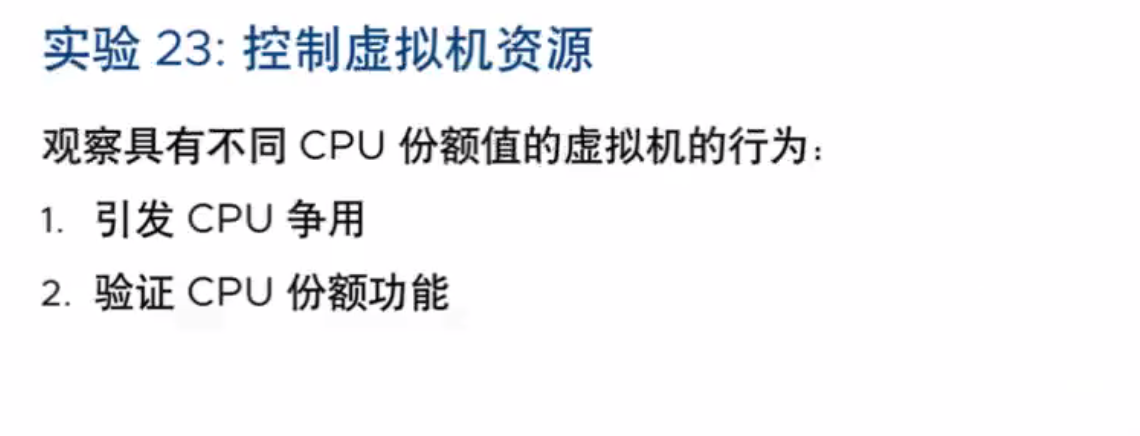 实验 23: 控制虚拟机资源
观察具有不同 CPU 份额值的虚拟机的行为：
1. 引发 CPU 争用
2. 验证 CPU 份额功能